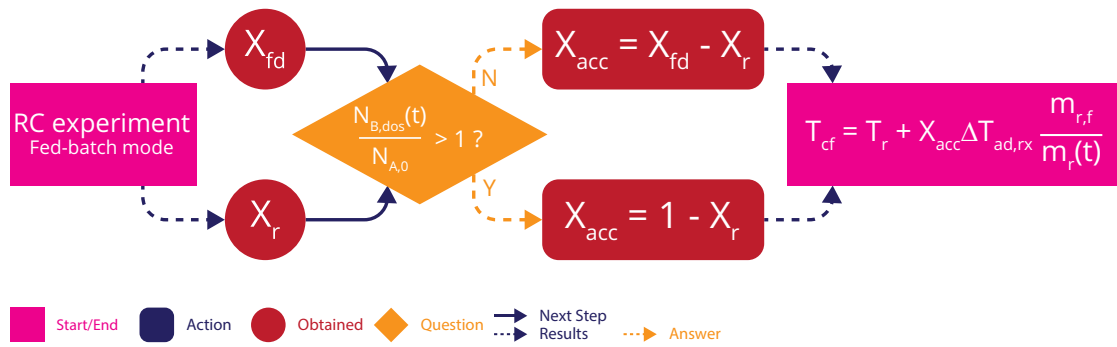 RC experiment
Fed-batch mode
X_fd
X_r
N_B,dos(t)
N_A,0
> 1 ?
N
Y
X_acc = X_fd - X_r
X_acc = 1 - X_r
T_cf = T_r + X_acc ΔT_ad,rx m_r,f
m_r(t)
Start/End
Action
Obtained
Question
Next Step
Results
Answer